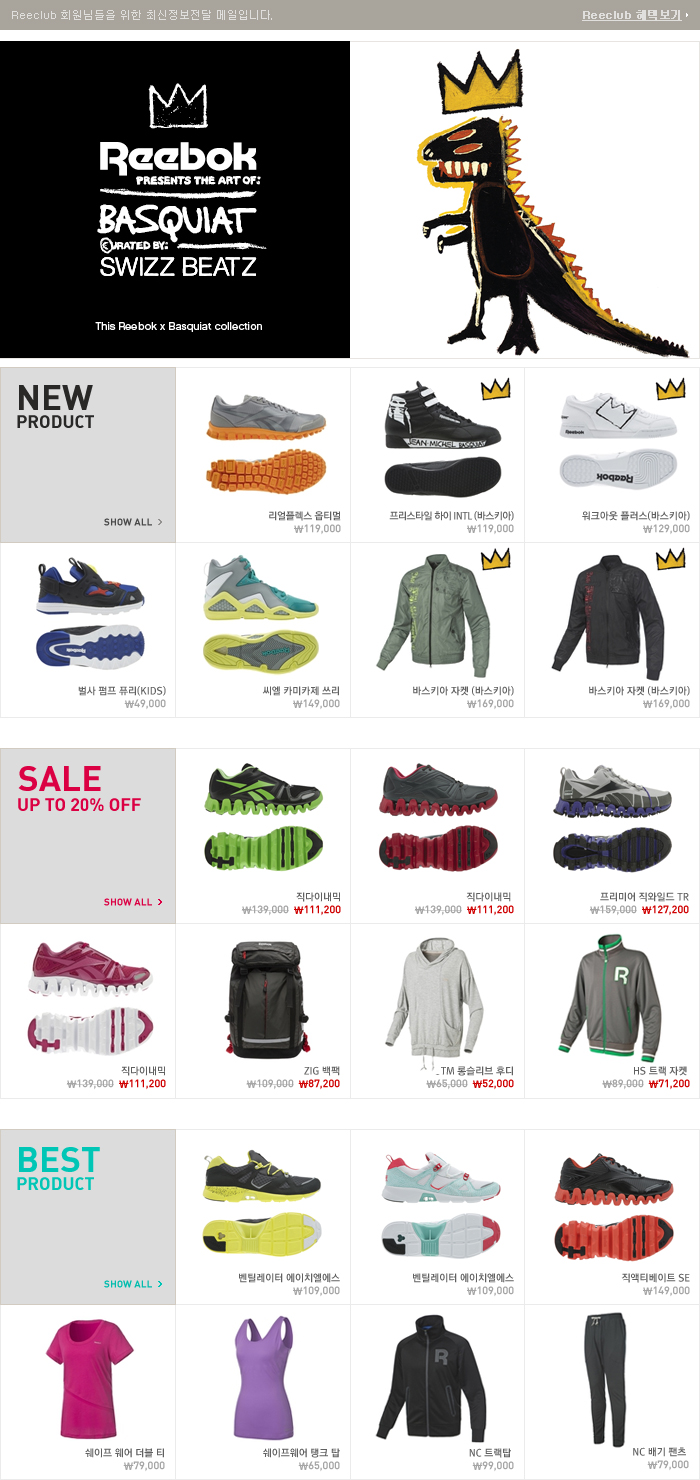 Reeclub 회원님들을 위한 최신정보전달 메일입니다.
Reeclub 혜택보기
Reebok
PRESENTS THE ART OF:
BASQUIAT
CURATED BY:
SWIZZ BEATZ
This Reebok x Basquiat collection
NEW
PRODUCT
SHOW ALL >
리얼플렉스 옵티멀
₩119,000
JEAN-MICHEL BASQUIAT
프리스타일 하이 INTL (바스키아)
₩119,000
Reebok
워크아웃 플러스(바스키아)
₩129,000
벌사 펌프 퓨리(KIDS)
₩49,000
씨엘 카미카제 쓰리
₩149,000
바스키아 자켓 (바스키아)
₩169,000
바스키아 자켓 (바스키아)
₩169,000
SALE
UP TO 20% OFF
SHOW ALL >
직다이내믹
₩139,000 ₩111,200
직다이내믹
₩139,000 ₩111,200
프리미어 직와일드 TR
₩159,000 ₩127,200
직다이내믹
₩139,000 ₩111,200
ZIG 백팩
₩109,000 ₩87,200
TM 롱슬리브 후디
₩65,000 ₩52,000
R
HS 트랙 자켓
₩89,000 ₩71,200
BEST
PRODUCT
SHOW ALL >
벤틸레이터 에이치엘에스
₩109,000
벤틸레이터 에이치엘에스
₩109,000
직액티베이트 SE
₩149,000
쉐이프 웨어 더블 티
₩79,000
쉐이프웨어 탱크 탑
₩65,000
R
NC 트랙탑
₩99,000
NC 배기 팬츠
₩79,000